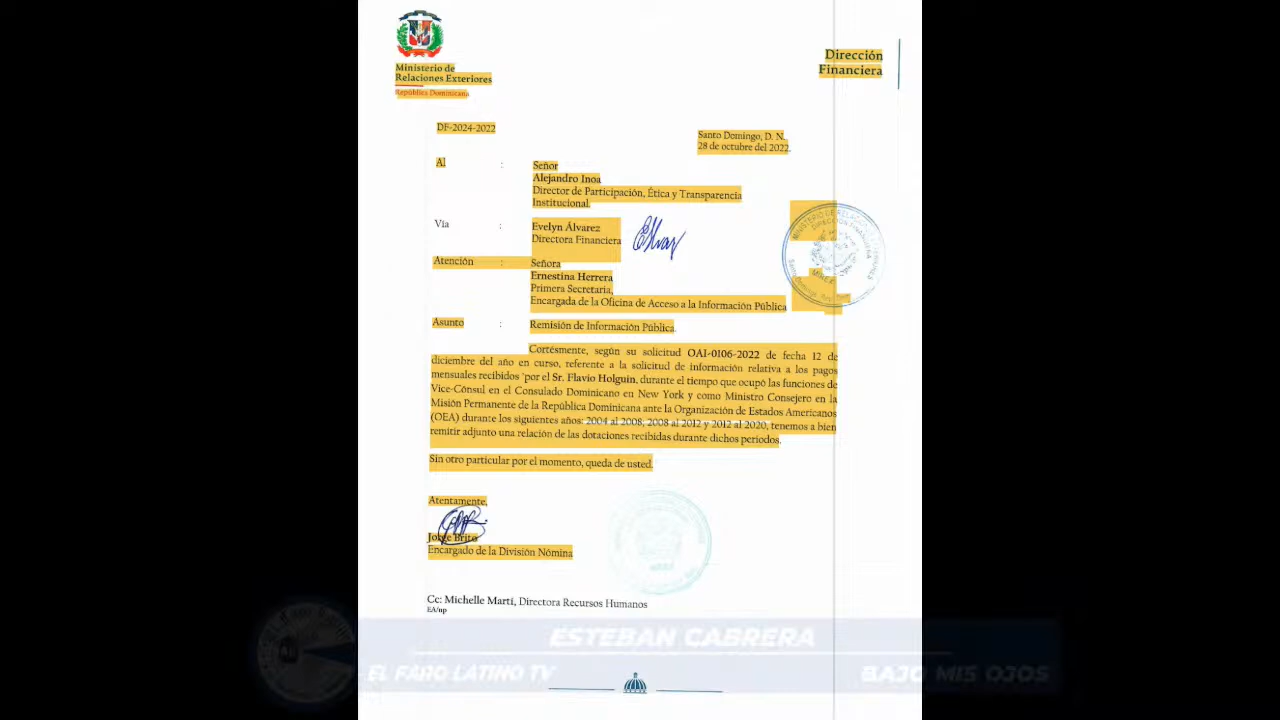 Ministerio de
Relaciones Exteriores
República Dominicana
Dirección
Financiera
DF-2024-2022
Santo Domingo, D. N.,
28 de octubre del 2022.
Al : Señor
Alejandro Inoa
Director de Participación, Ética y Transparencia
Institucional.
Vía : Evelyn Álvarez
Directora Financiera
Atención : Señora
Ernestina Herrera
Primera Secretaria,
Encargada de la Oficina de Acceso a la Información Pública
Asunto : Remisión de Información Pública.
Cortésmente, según su solicitud OAI-0106-2022 de fecha 12 de
diciembre del año en curso, referente a la solicitud de información relativa a los pagos
mensuales recibidos "por el Sr. Flavio Holguin, durante el tiempo que ocupó las funciones de
Vice-Cónsul en el Consulado Dominicano en New York y como Ministro Consejero en la
Misión Permanente de la República Dominicana ante la Organización de Estados Americanos
(OEA) durante los siguientes años: 2004 al 2008, 2008 al 2012 y 2012 al 2020, tenemos a bien
remitir adjunto una relación de las dotaciones recibidas durante dichos periodos.
Sin otro particular por el momento, queda de usted.
Atentamente,
Jorge Brito
Encargado de la División Nómina
Cc: Michelle Martí, Directora Recursos Humanos
EA/np
ESTEBAN CABRERA
EL FARO LATINO TV
BAJO MIS OJOS